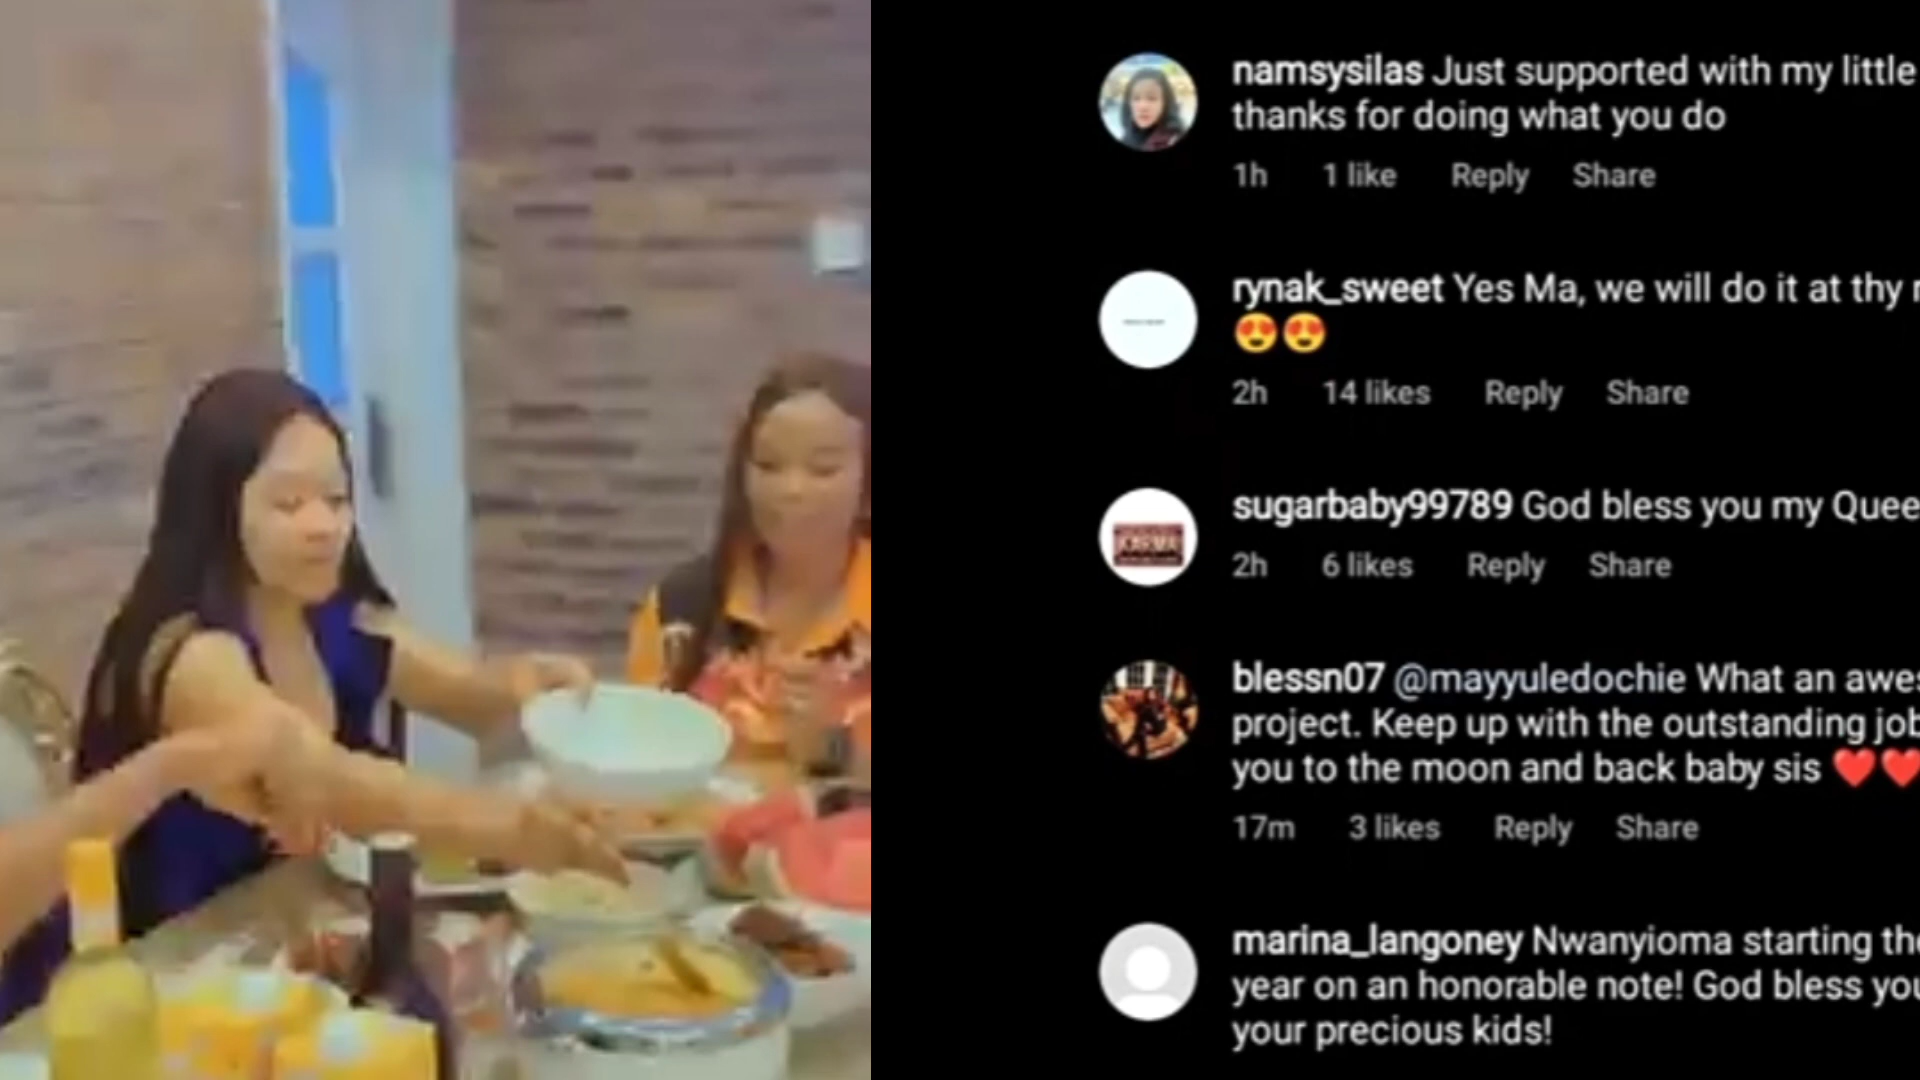 namsysilas Just supported with my little
thanks for doing what you do
1h 1 like Reply Share
rynak_sweet Yes Ma, we will do it at thy
😍😍
2h 14 likes Reply Share
sugarbaby99789 God bless you my Quee
2h 6 likes Reply Share
blessn07 @mayyuledochie What an awes
project. Keep up with the outstanding job
you to the moon and back baby sis ❤️❤️
17m 3 likes Reply Share
marina_langoney Nwanyioma starting the
year on an honorable note! God bless you
your precious kids!